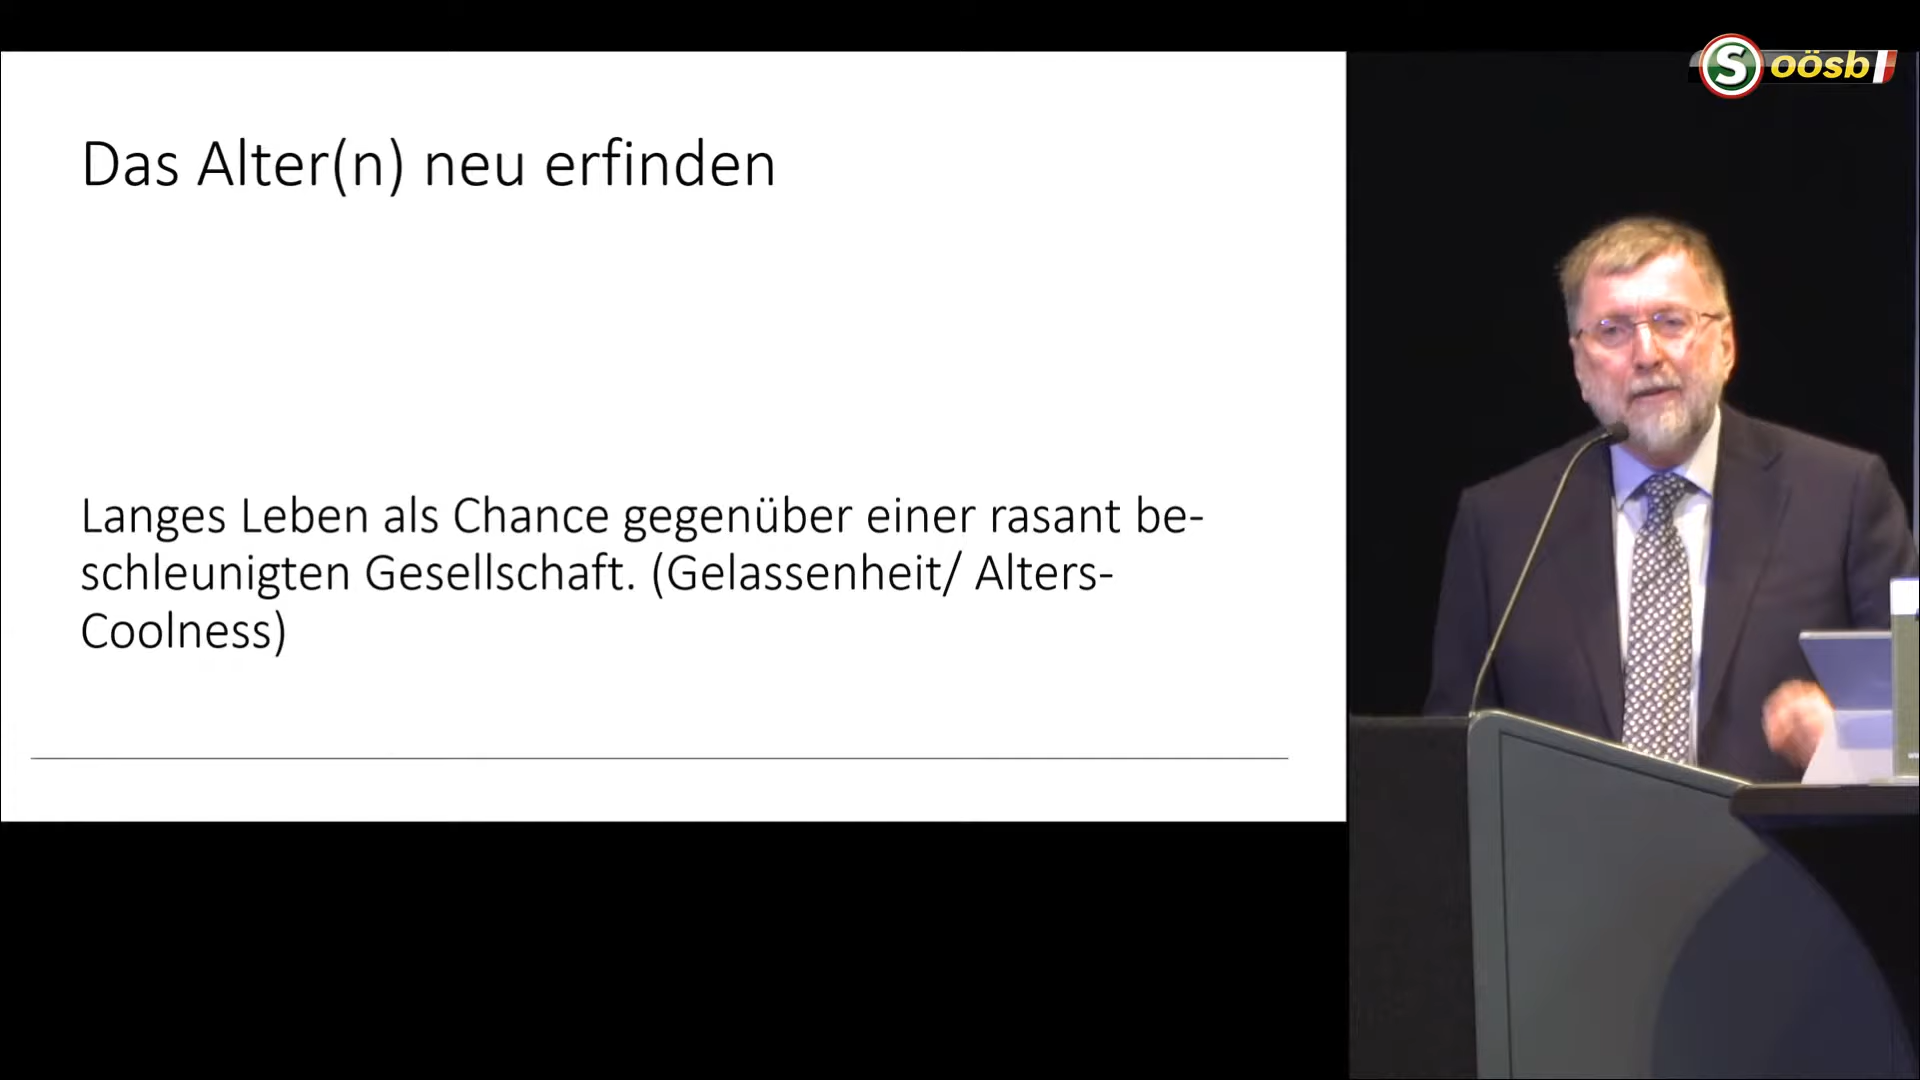 S oösb
Das Alter(n) neu erfinden
Langes Leben als Chance gegenüber einer rasant be-
schleunigten Gesellschaft. (Gelassenheit/ Alters-
Coolness)